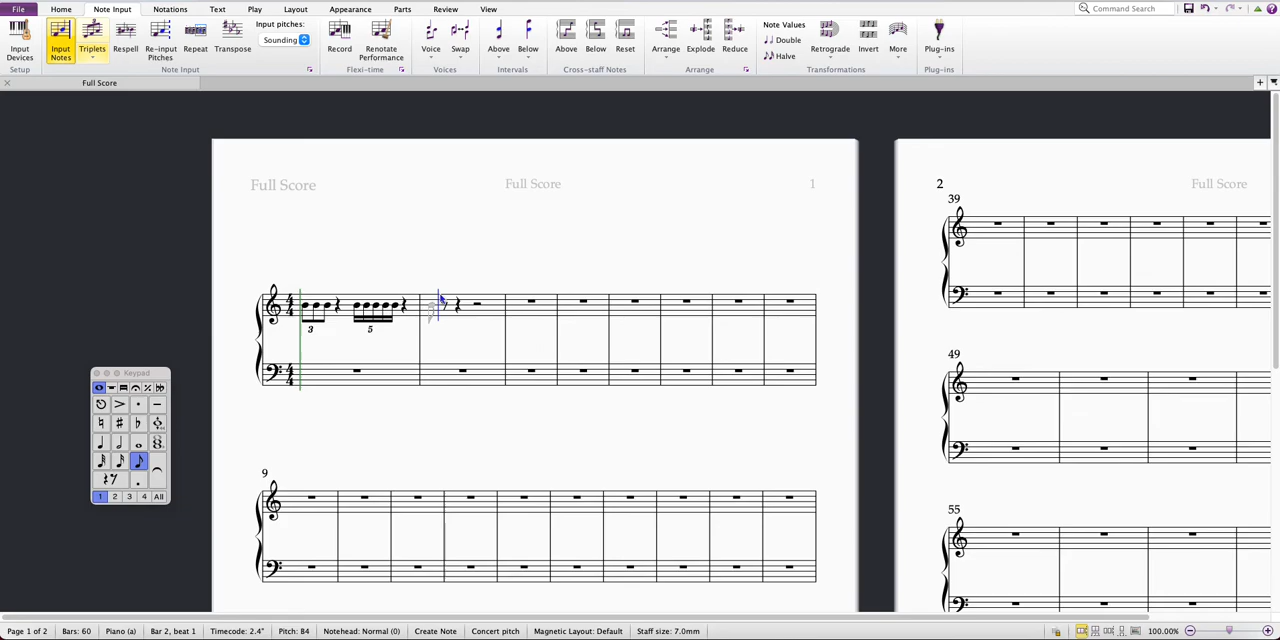 File Home Note Input Notations Text Play Layout Appearance Parts Review View Command Search
Input Devices Input Notes Triplets Respell Re-input Pitches Repeat Transpose Input pitches: Sounding Record Renotate Performance Voice Swap Above Below Above Below Reset Arrange Explode Reduce Note Values Double Halve Retrograde Invert More Plug-ins
Setup Note Input Flexi-time Voices Intervals Cross-staff Notes Arrange Transformations Plug-ins
Full Score
Full Score Full Score 1
2 Full Score
39
4 4
3 5
4 4
Keypad
49
1 2 3 4 All
9
55
Page 1 of 2 Bars: 60 Piano (a) Bar 2, beat 1 Timecode: 2.4" Pitch: B4 Notehead: Normal (0) Create Note Concert pitch Magnetic Layout: Default Staff size: 7.0mm 100.00%